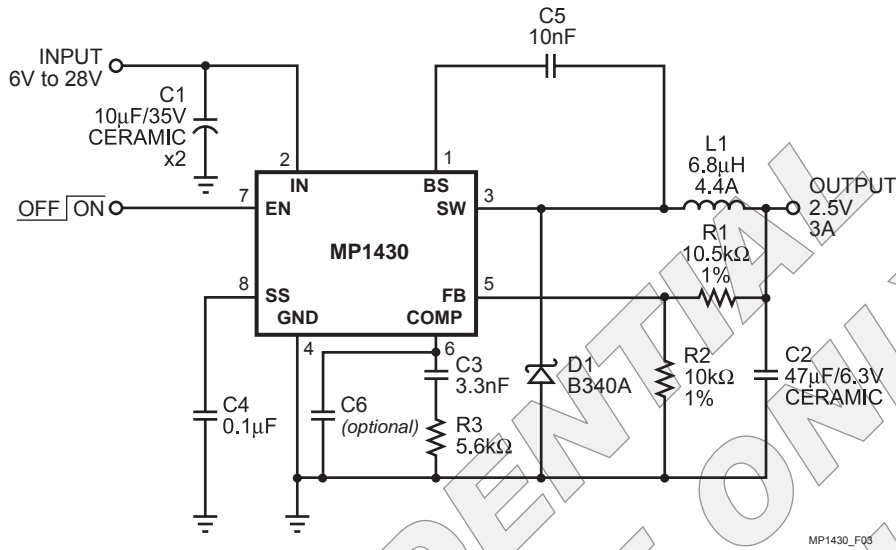 C5
10nF
INPUT
6V to 28V
C1
10µF/35V
CERAMIC
x2
2
1
L1
6.8µH
4.4A
IN
BS
OUTPUT
2.5V
3A
OFF ON
7
EN
SW
3
MP1430
R1
10.5kΩ
1%
8
SS
FB
5
GND
COMP
4
6
C3
3.3nF
D1
B340A
R2
10kΩ
1%
C2
47µF/6.3V
CERAMIC
C4
0.1µF
C6
(optional)
R3
5.6kΩ
MP1430_F03